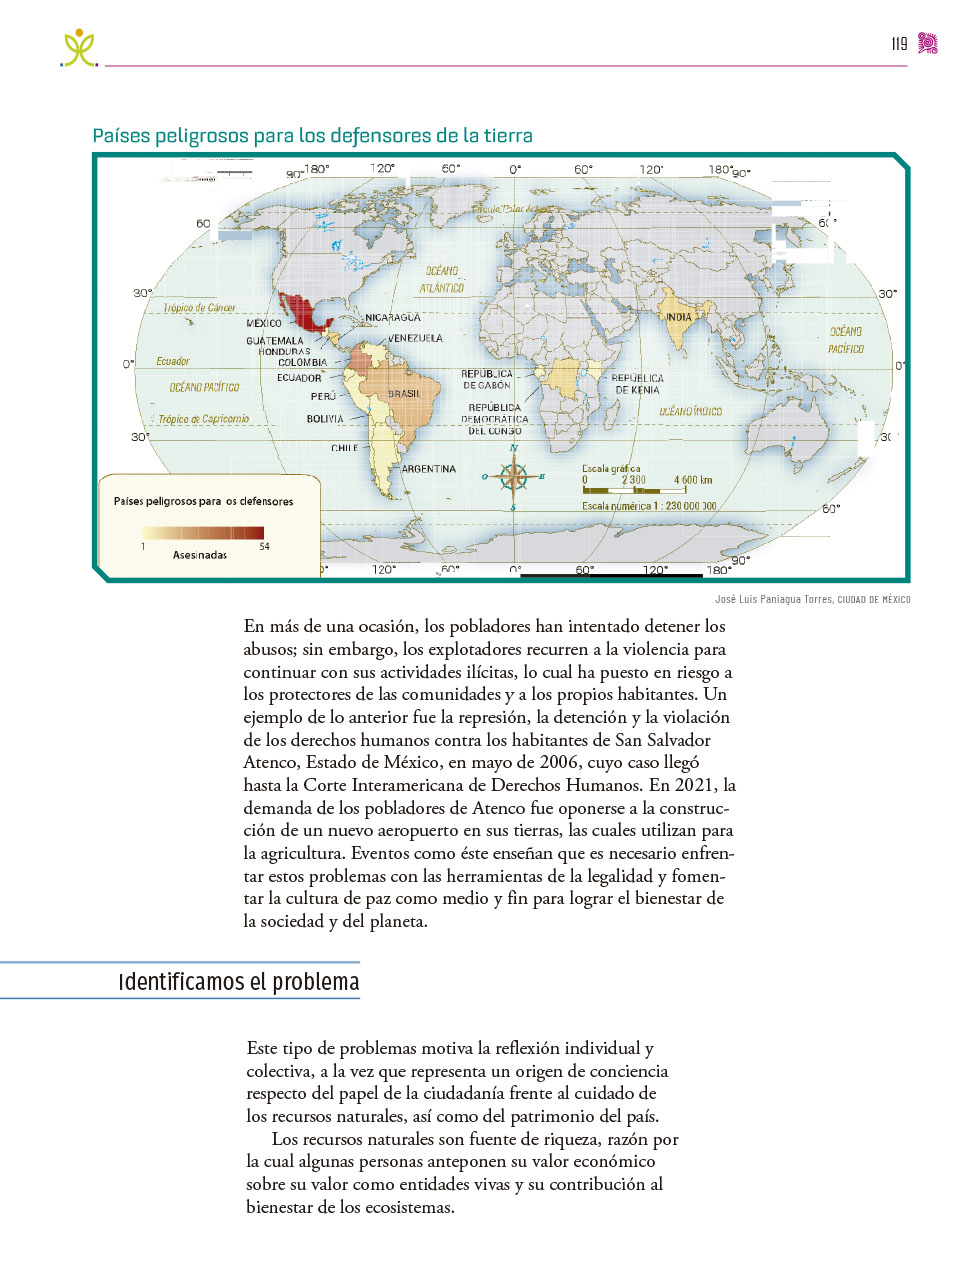 119
Países peligrosos para los defensores de la tierra
90° 180° 120° 60° 0° 60° 120° 180° 90°
60
60°
Círculo Polar Ártico
OCÉANO
ATLÁNTICO
30°
30°
Trópico de Cáncer
MÉXICO
NICARAGUA
INDIA
GUATEMALA
HONDURAS
VENEZUELA
OCÉANO
PACÍFICO
COLOMBIA
0°
Ecuador
0°
ECUADOR
REPÚBLICA
DE GABÓN
REPÚBLICA
DE KENIA
OCÉANO PACÍFICO
PERÚ
BRASIL
REPÚBLICA
DEMOCRÁTICA
DEL CONGO
OCÉANO ÍNDICO
Trópico de Capricornio
BOLIVIA
30°
30
CHILE
ARGENTINA
N
O E
S
Escala gráfica
0 2 300 4 600 km
Escala numérica 1 : 230 000 000
60°
Países peligrosos para os defensores
1 54
Asesinadas
0° 120° 60° 0° 60° 120° 180° 90°
José Luis Paniagua Torres, CIUDAD DE MÉXICO
En más de una ocasión, los pobladores han intentado detener los
abusos; sin embargo, los explotadores recurren a la violencia para
continuar con sus actividades ilícitas, lo cual ha puesto en riesgo a
los protectores de las comunidades y a los propios habitantes. Un
ejemplo de lo anterior fue la represión, la detención y la violación
de los derechos humanos contra los habitantes de San Salvador
Atenco, Estado de México, en mayo de 2006, cuyo caso llegó
hasta la Corte Interamericana de Derechos Humanos. En 2021, la
demanda de los pobladores de Atenco fue oponerse a la construc-
ción de un nuevo aeropuerto en sus tierras, las cuales utilizan para
la agricultura. Eventos como éste enseñan que es necesario enfren-
tar estos problemas con las herramientas de la legalidad y fomen-
tar la cultura de paz como medio y fin para lograr el bienestar de
la sociedad y del planeta.
Identificamos el problema
Este tipo de problemas motiva la reflexión individual y
colectiva, a la vez que representa un origen de conciencia
respecto del papel de la ciudadanía frente al cuidado de
los recursos naturales, así como del patrimonio del país.
Los recursos naturales son fuente de riqueza, razón por
la cual algunas personas anteponen su valor económico
sobre su valor como entidades vivas y su contribución al
bienestar de los ecosistemas.